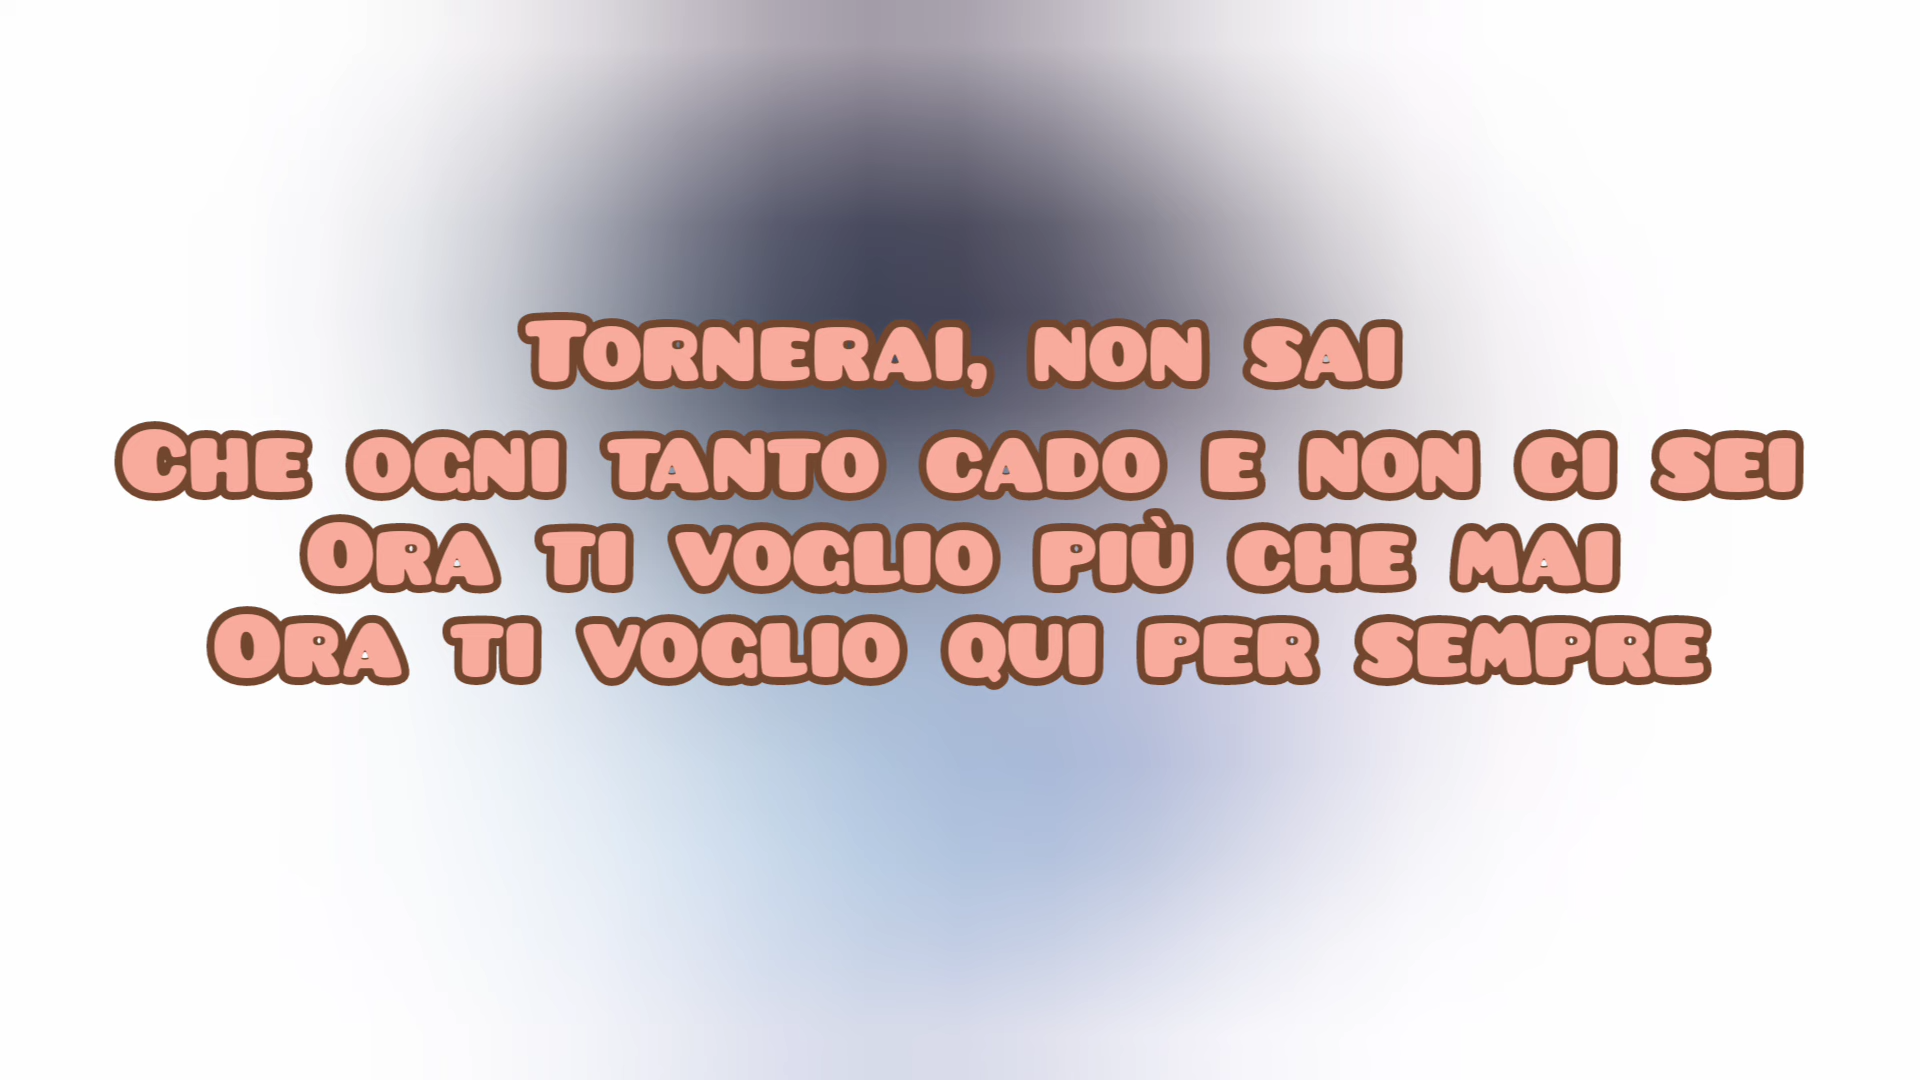 Tornerai, non sai
Che ogni tanto cado e non ci sei
Ora ti voglio più che mai
Ora ti voglio qui per sempre